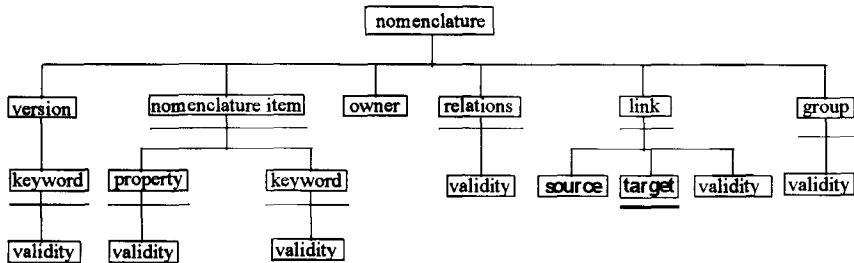 nomenclature
version
nomenclature item
owner
relations
link
group
keyword
property
keyword
validity
source
target
validity
validity
validity
validity
validity